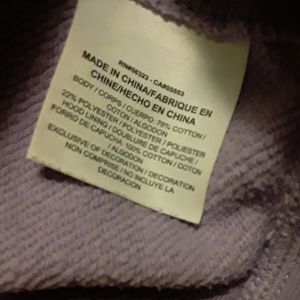 MADE IN CHINA/FABRIQUE EN
CHINE/HECHO EN CHINA
BODY / CORPS / CUERPO: 78% COTTON /
COTON / ALGODON
22% POLYESTER / POLYESTER / POLIESTER
HOOD LINING / DOUBLURE DE CAPUCHE /
FORRO DE CAPUCHA: 100% COTTON / COTON
/ ALGODON
EXCLUSIVE OF DECORATION / DECORATION
NON COMPRISE / NO INCLUYE LA
DECORACION